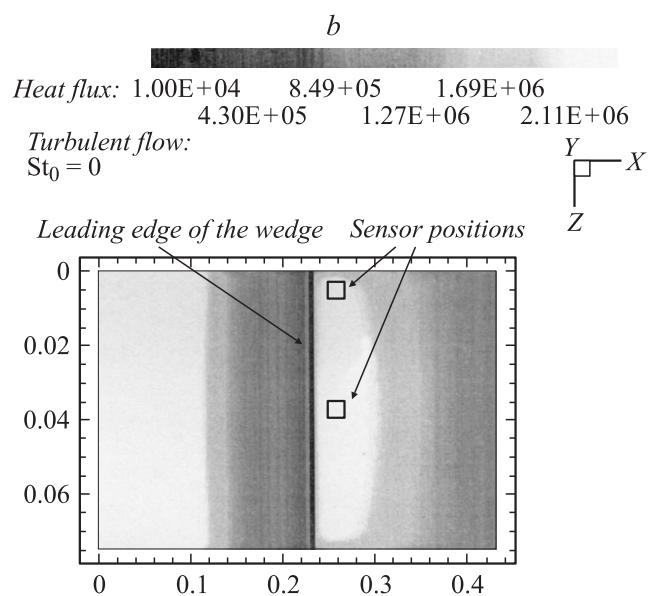 b
Heat flux: 1.00E+04 8.49+05 1.69E+06
4.30E+05 1.27E+06 2.11E+06
Turbulent flow:
St₀ = 0
Y
X
Z
Leading edge of the wedge Sensor positions
0
0.02
0.04
0.06
0 0.1 0.2 0.3 0.4